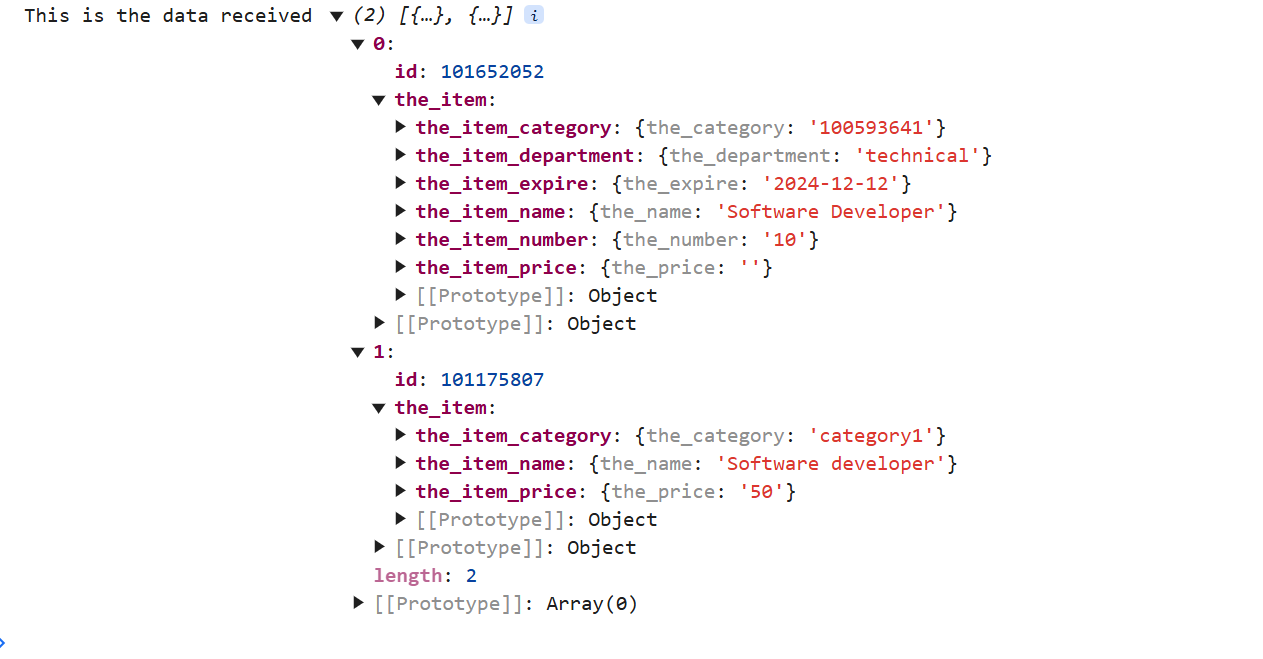 This is the data received ▼ (2) [{…}, {…}] i
▼ 0:
id: 101652052
▼ the_item:
▶ the_item_category: {the_category: '100593641'}
▶ the_item_department: {the_department: 'technical'}
▶ the_item_expire: {the_expire: '2024-12-12'}
▶ the_item_name: {the_name: 'Software Developer'}
▶ the_item_number: {the_number: '10'}
▶ the_item_price: {the_price: ''}
▶ [[Prototype]]: Object
▶ [[Prototype]]: Object
▼ 1:
id: 101175807
▼ the_item:
▶ the_item_category: {the_category: 'category1'}
▶ the_item_name: {the_name: 'Software developer'}
▶ the_item_price: {the_price: '50'}
▶ [[Prototype]]: Object
▶ [[Prototype]]: Object
length: 2
▶ [[Prototype]]: Array(0)